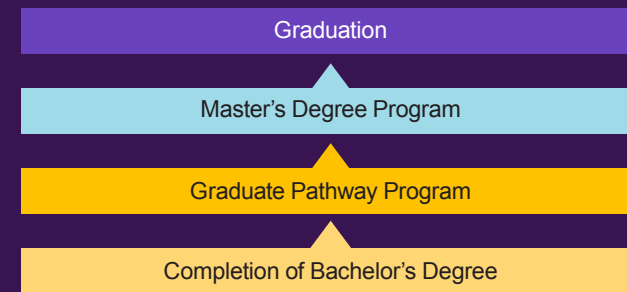 Graduation
Master’s Degree Program
Graduate Pathway Program
Completion of Bachelor’s Degree